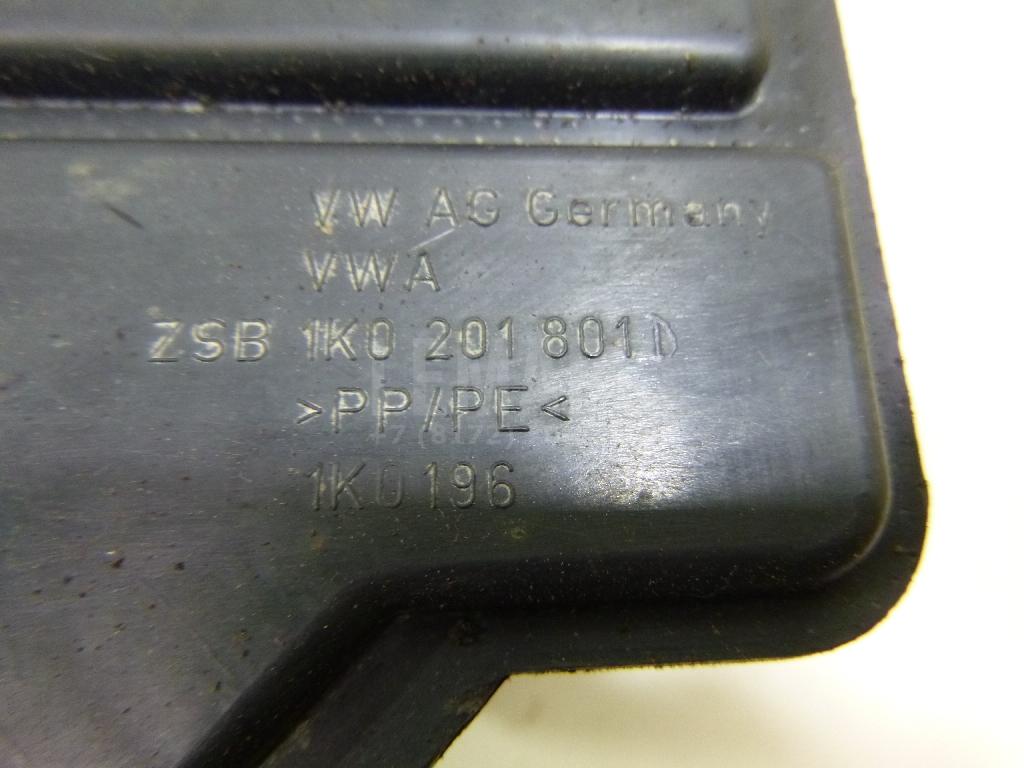 VW AG Germany
VWA
ZSB 1K0 201 801 D
>PP/PE<
1K0 196